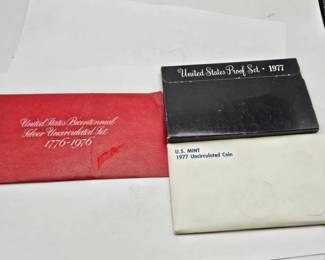 United States Bicentennial
Silver Uncirculated Set
1776-1976
United States Proof Set • 1977
U.S. MINT
1977 Uncirculated Coin